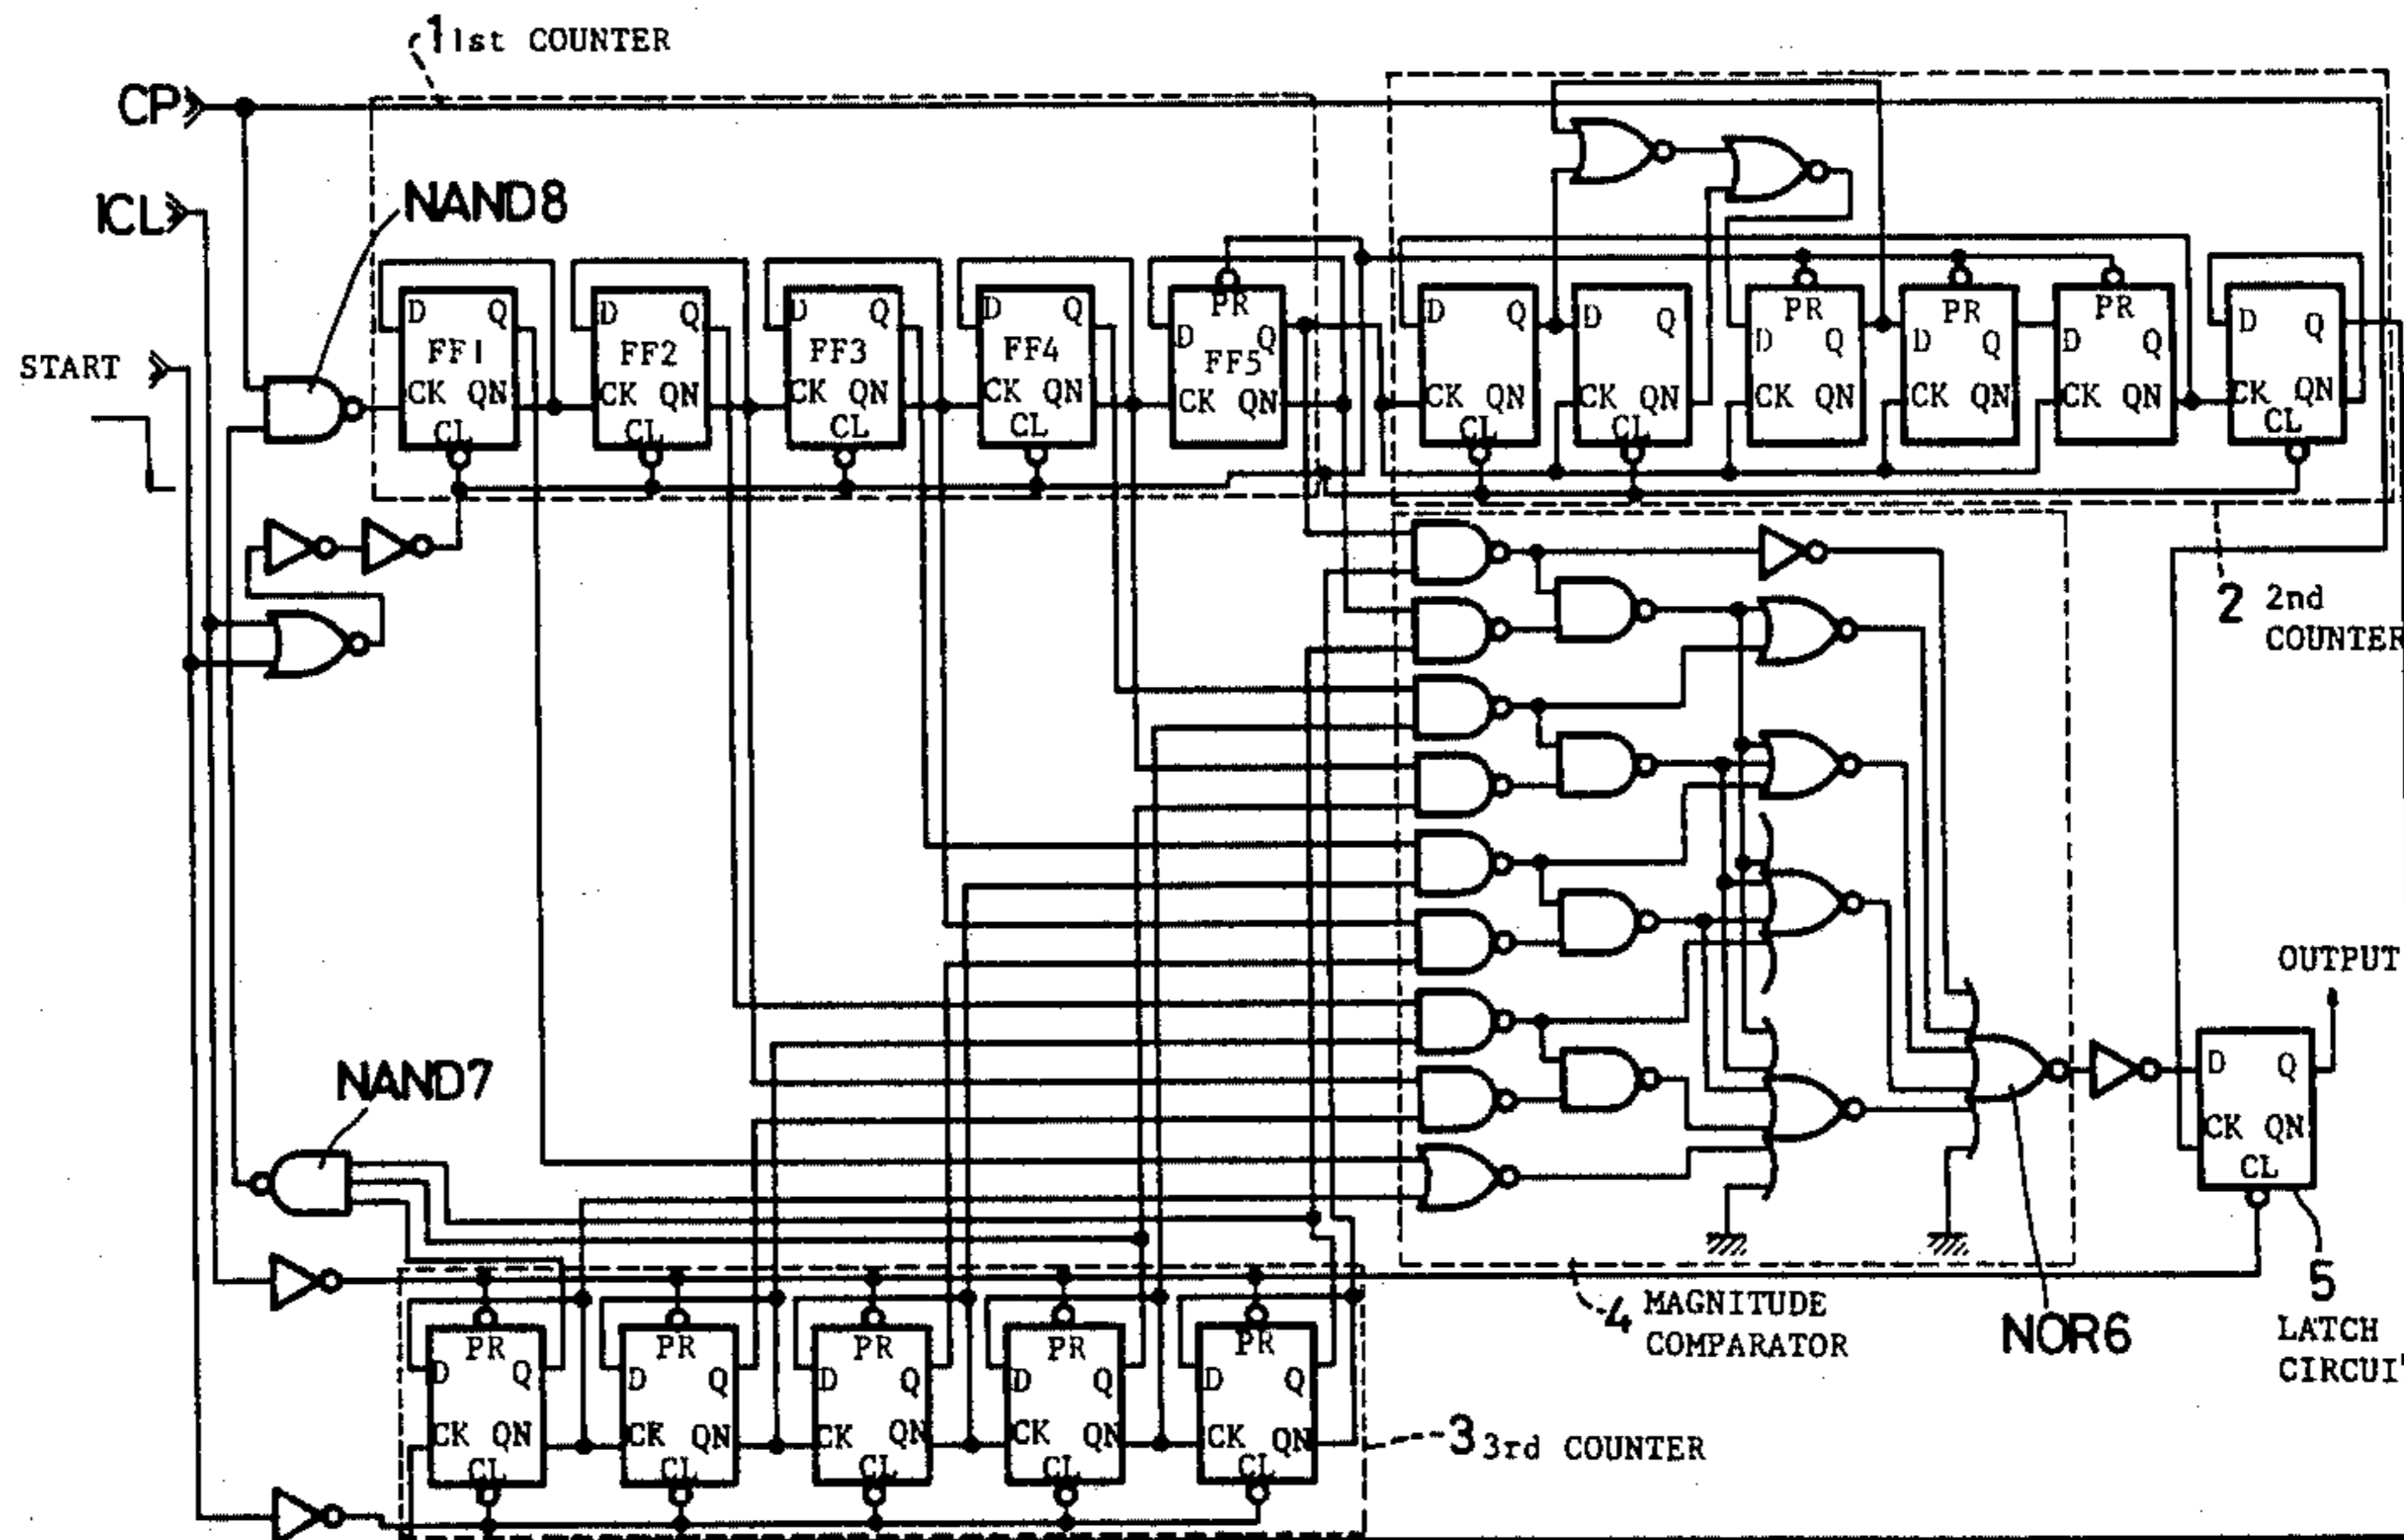 1 1st COUNTER
CP
ICL
NAND8
START
D Q
FF1
CK QN
CL
D Q
FF2
CK QN
CL
D Q
FF3
CK QN
CL
D Q
FF4
CK QN
CL
PR
D Q
FF5
CK QN
D Q
CK QN
CL
D Q
CK QN
CL
PR
D Q
CK QN
PR
D Q
CK QN
PR
D Q
CK QN
D Q
CK QN
CL
2 2nd
COUNTER
OUTPUT
NAND7
D Q
CK QN
CL
5
LATCH
CIRCUI
4 MAGNITUDE
COMPARATOR
NOR6
PR
D Q
CK QN
CL
PR
D Q
CK QN
CL
PR
D Q
CK QN
CL
PR
D Q
CK QN
CL
PR
D Q
CK QN
CL
3 3rd COUNTER